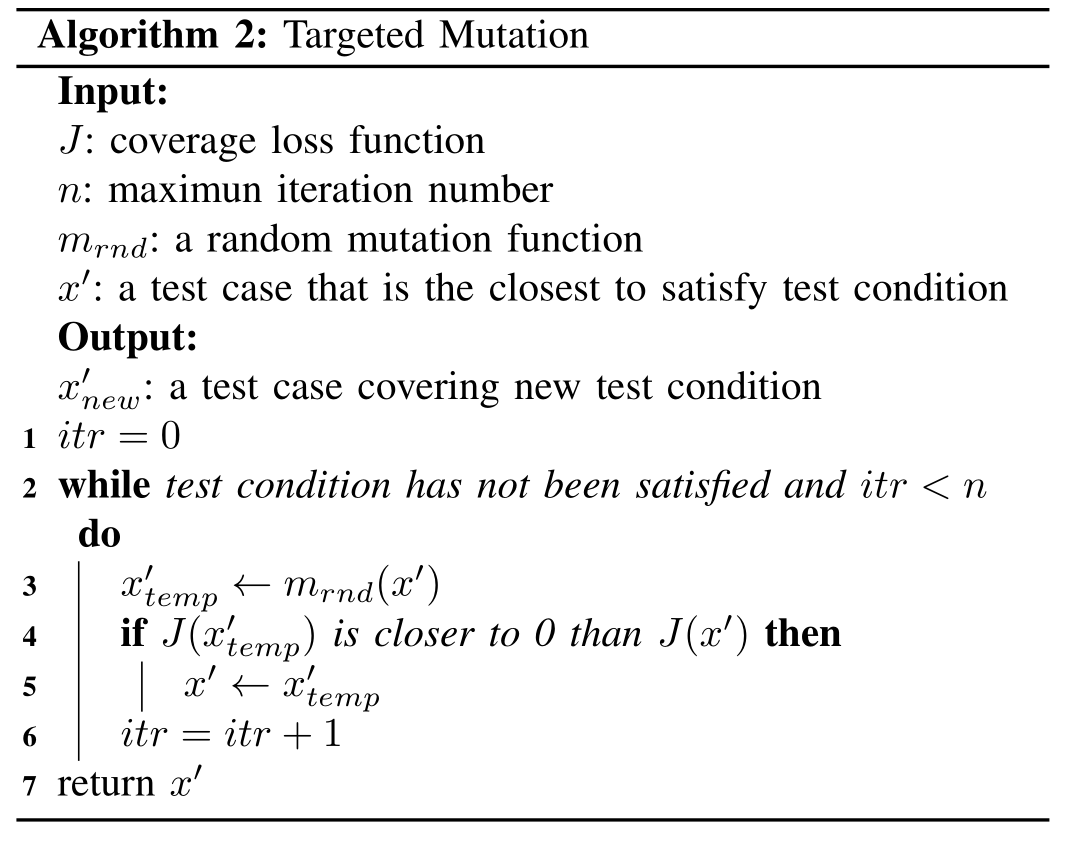 Algorithm 2: Targeted Mutation
Input:
J: coverage loss function
n: maximun iteration number
m_{rnd}: a random mutation function
x′: a test case that is the closest to satisfy test condition
Output:
x′_{new}: a test case covering new test condition
1 itr = 0
2 while test condition has not been satisfied and itr < n
do
3 x′_{temp} ← m_{rnd}(x′)
4 if J(x′_{temp}) is closer to 0 than J(x′) then
5 x′ ← x′_{temp}
6 itr = itr + 1
7 return x′